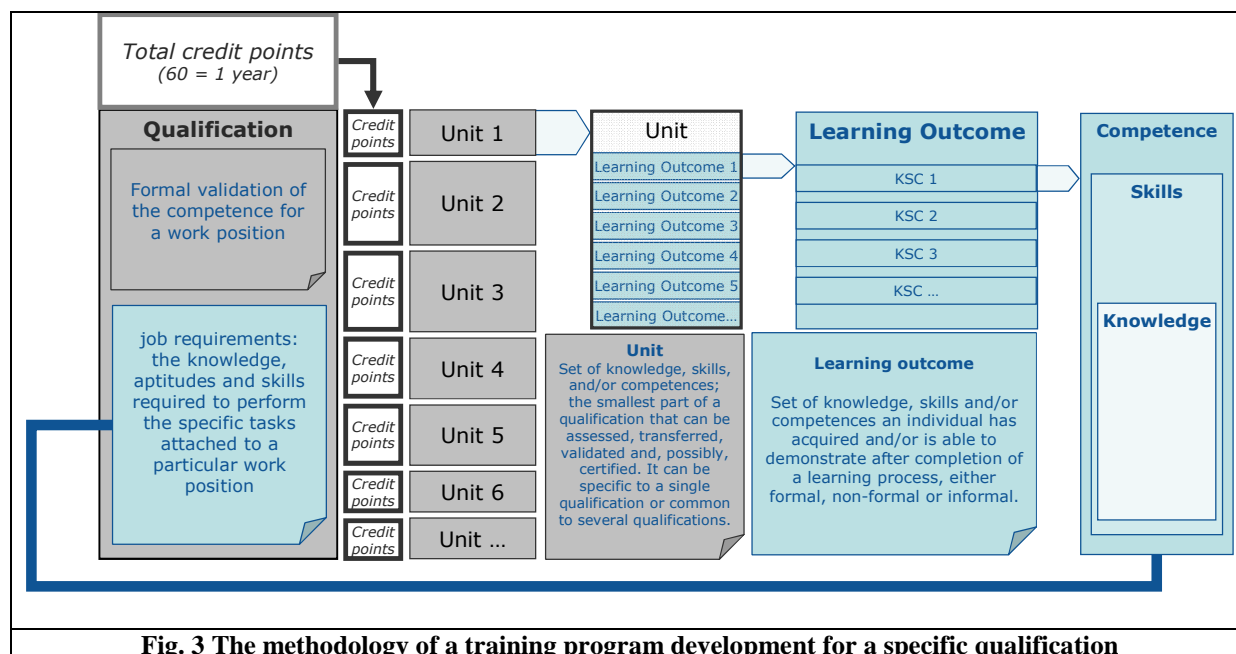 Total credit points
(60 = 1 year)
Qualification
Formal validation of
the competence for
a work position
job requirements:
the knowledge,
aptitudes and skills
required to perform
the specific tasks
attached to a
particular work
position
Credit
points
Unit 1
Credit
points
Unit 2
Credit
points
Unit 3
Credit
points
Unit 4
Credit
points
Unit 5
Credit
points
Unit 6
Credit
points
Unit …
Unit
Learning Outcome 1
Learning Outcome 2
Learning Outcome 3
Learning Outcome 4
Learning Outcome 5
Learning Outcome…
Unit
Set of knowledge, skills,
and/or competences;
the smallest part of a
qualification that can be
assessed, transferred,
validated and, possibly,
certified. It can be
specific to a single
qualification or common
to several qualifications.
Learning Outcome
KSC 1
KSC 2
KSC 3
KSC …
Learning outcome
Set of knowledge, skills and/or
competences an individual has
acquired and/or is able to
demonstrate after completion of
a learning process, either
formal, non-formal or informal.
Competence
Skills
Knowledge
Fig. 3 The methodology of a training program development for a specific qualification